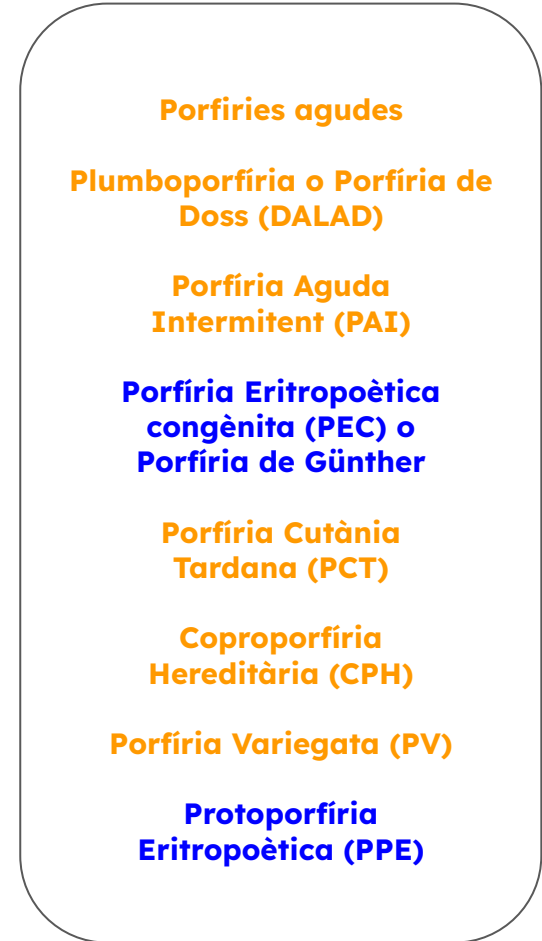 Porfiries agudes
Plumboporfíria o Porfíria de
Doss (DALAD)
Porfíria Aguda
Intermitent (PAI)
Porfíria Eritropoètica
congènita (PEC) o
Porfíria de Günther
Porfíria Cutània
Tardana (PCT)
Coproporfíria
Hereditària (CPH)
Porfíria Variegata (PV)
Protoporfíria
Eritropoètica (PPE)